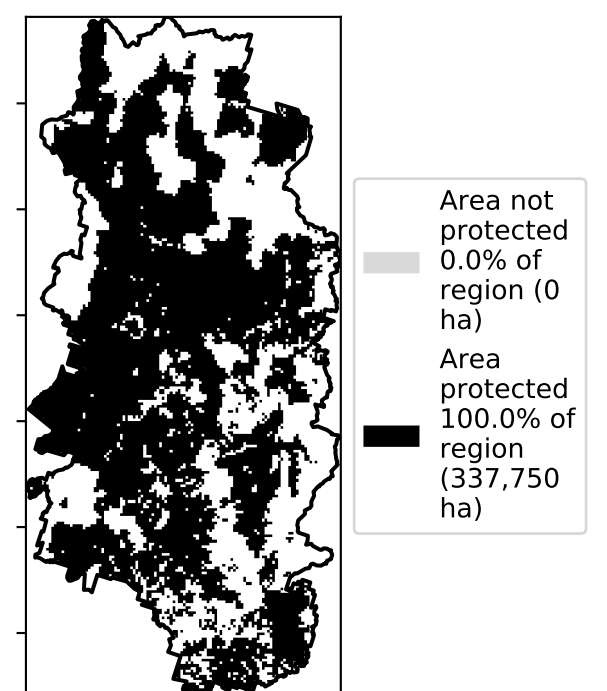 Area not
protected
0.0% of
region (0
ha)
Area
protected
100.0% of
region
(337,750
ha)